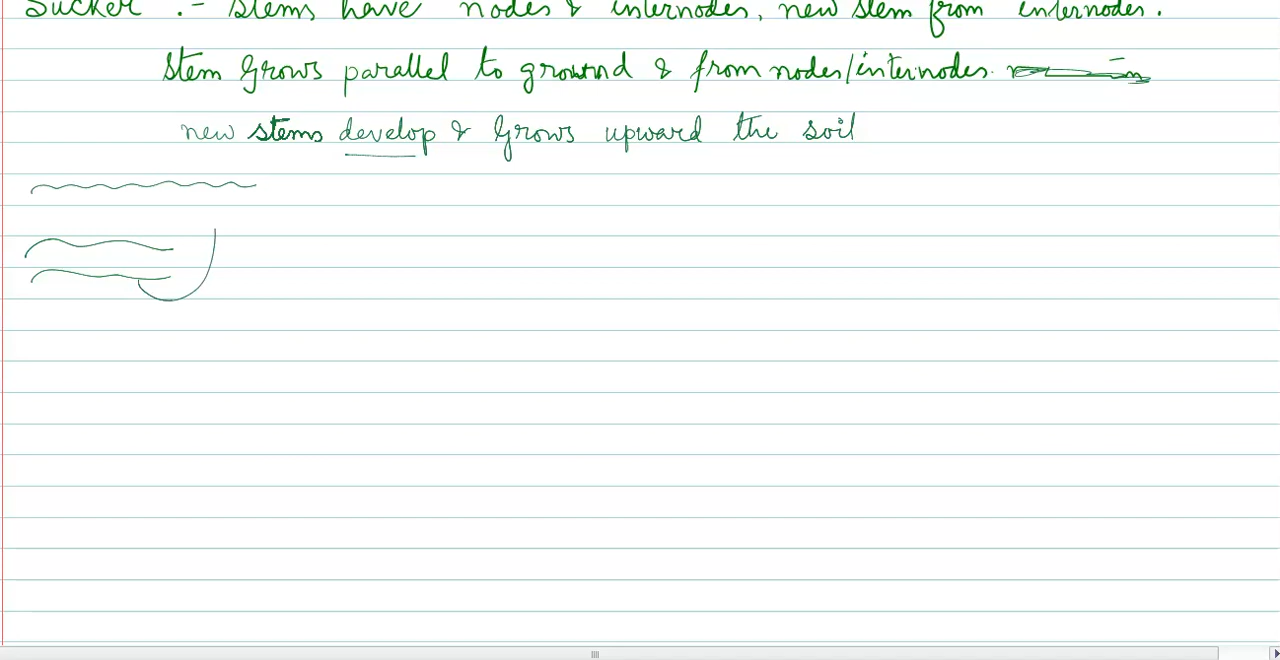 Sucker :- Stems have nodes & internodes, new stem from internodes.
Stem Grows parallel to ground & from nodes/internodes.
new stems develop & Grows upward the soil